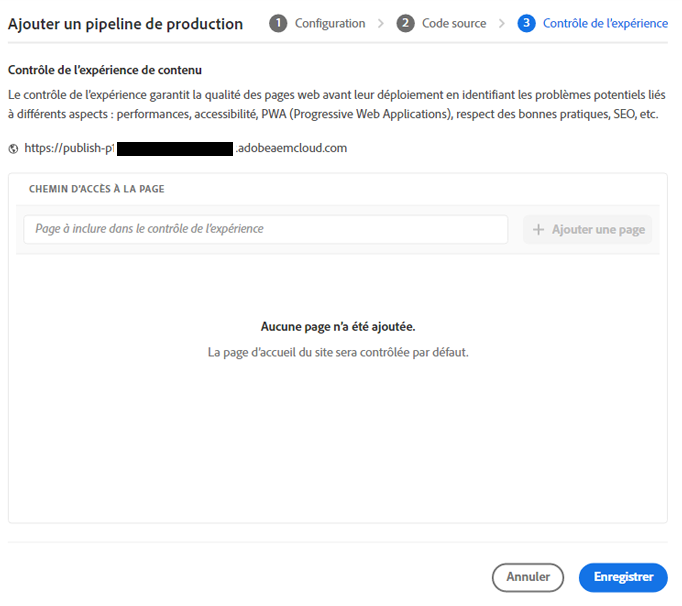 Ajouter un pipeline de production
1 Configuration > 2 Code source > 3 Contrôle de l'expérience
Contrôle de l'expérience de contenu
Le contrôle de l'expérience garantit la qualité des pages web avant leur déploiement en identifiant les problèmes potentiels liés
à différents aspects : performances, accessibilité, PWA (Progressive Web Applications), respect des bonnes pratiques, SEO, etc.
https://publish-p .adobeaemcloud.com
CHEMIN D'ACCÈS À LA PAGE
Page à inclure dans le contrôle de l'expérience
+ Ajouter une page
Aucune page n'a été ajoutée.
La page d'accueil du site sera contrôlée par défaut.
Annuler
Enregistrer